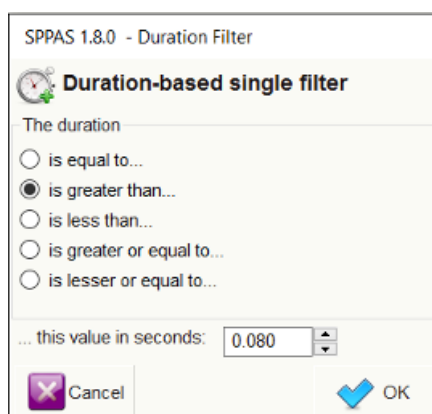 SPPAS 1.8.0 - Duration Filter
Duration-based single filter
The duration
is equal to...
is greater than...
is less than...
is greater or equal to...
is lesser or equal to...
... this value in seconds: 0.080
Cancel OK